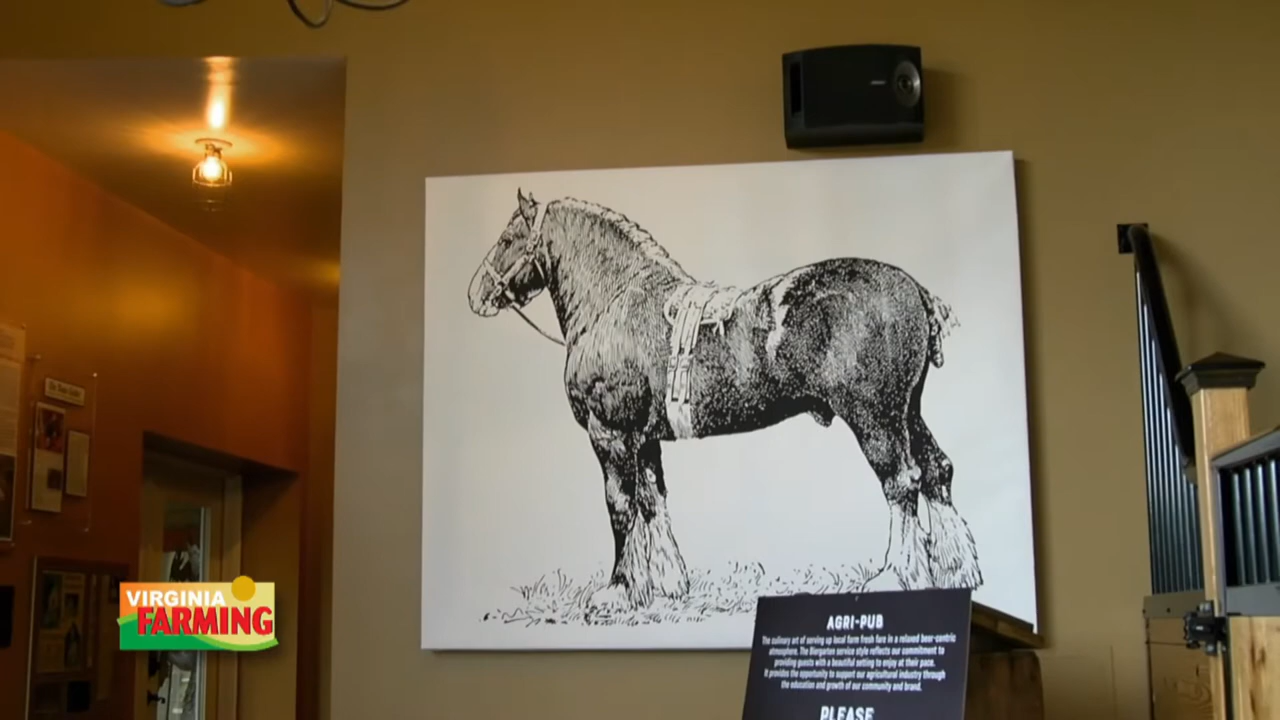 VIRGINIA
FARMING
AGRI-PUB
The culinary art of serving up local farm fresh fare in a relaxed beer-centric
atmosphere. The Biergarten service style reflects our commitment to
providing guests with a beautiful setting to enjoy at their pace.
It provides the opportunity to support our agricultural industry through
the education and growth of our community and brand.
PLEASE